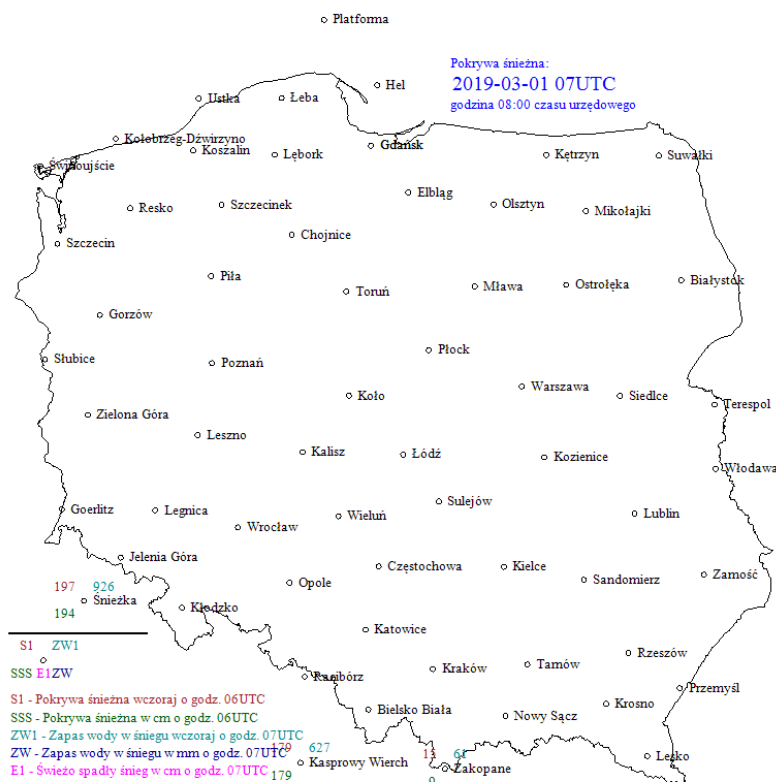 Platforma
Pokrywa śnieżna:
2019-03-01 07UTC
godzina 08:00 czasu urzędowego
Hel
Ustka
Łeba
Kołobrzeg-Dźwirzyno
Koszalin
Lębork
Gdańsk
Kętrzyn
Suwałki
Świnoujście
Resko
Szczecinek
Elbląg
Olsztyn
Mikołajki
Szczecin
Chojnice
Piła
Toruń
Mława
Ostrołęka
Białystok
Gorzów
Słubice
Poznań
Płock
Koło
Warszawa
Siedlce
Terespol
Zielona Góra
Leszno
Kalisz
Łódź
Kozienice
Włodawa
Goerlitz
Legnica
Wrocław
Wieluń
Sulejów
Lublin
Jelenia Góra
Opole
Częstochowa
Kielce
Sandomierz
Zamość
197 926
Śnieżka
194
Kłodzko
Katowice
S1 ZW1
SSS E1ZW
Racibórz
Kraków
Tarnów
Rzeszów
Przemyśl
S1 - Pokrywa śnieżna wczoraj o godz. 06UTC
SSS - Pokrywa śnieżna w cm o godz. 06UTC
ZW1 - Zapas wody w śniegu wczoraj o godz. 07UTC
ZW - Zapas wody w śniegu w mm o godz. 07UTC
E1 - Świeżo spadły śnieg w cm o godz. 07UTC
Bielsko Biała
Nowy Sącz
Krosno
Lesko
179 627
Kasprowy Wierch
179
13 61
Zakopane